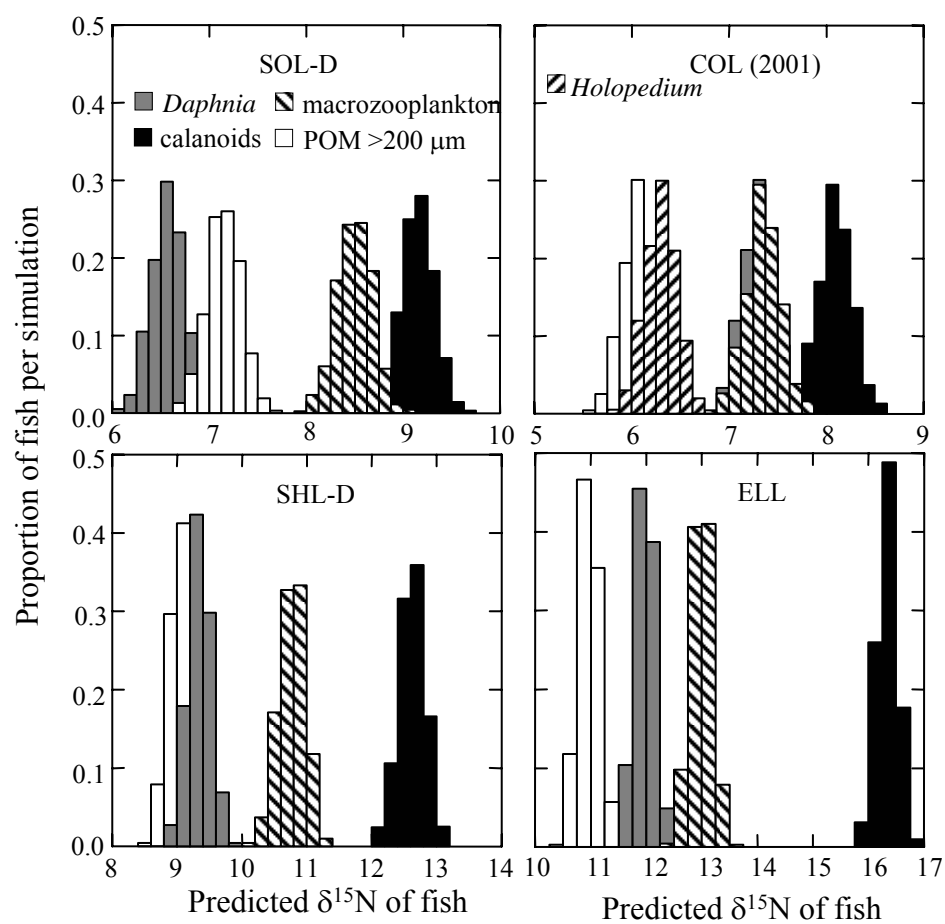 0.5
SOL-D
COL (2001)
Daphnia
macrozooplankton
Holopedium
0.4
calanoids
POM >200 μm
0.3
0.2
0.1
0.0
6 7 8 9 10
5 6 7 8 9
0.5
SHL-D
ELL
0.4
0.3
0.2
0.1
0.0
8 9 10 11 12 13 14
10 11 12 13 14 15 16 17
Proportion of fish per simulation
Predicted δ¹⁵N of fish
Predicted δ¹⁵N of fish